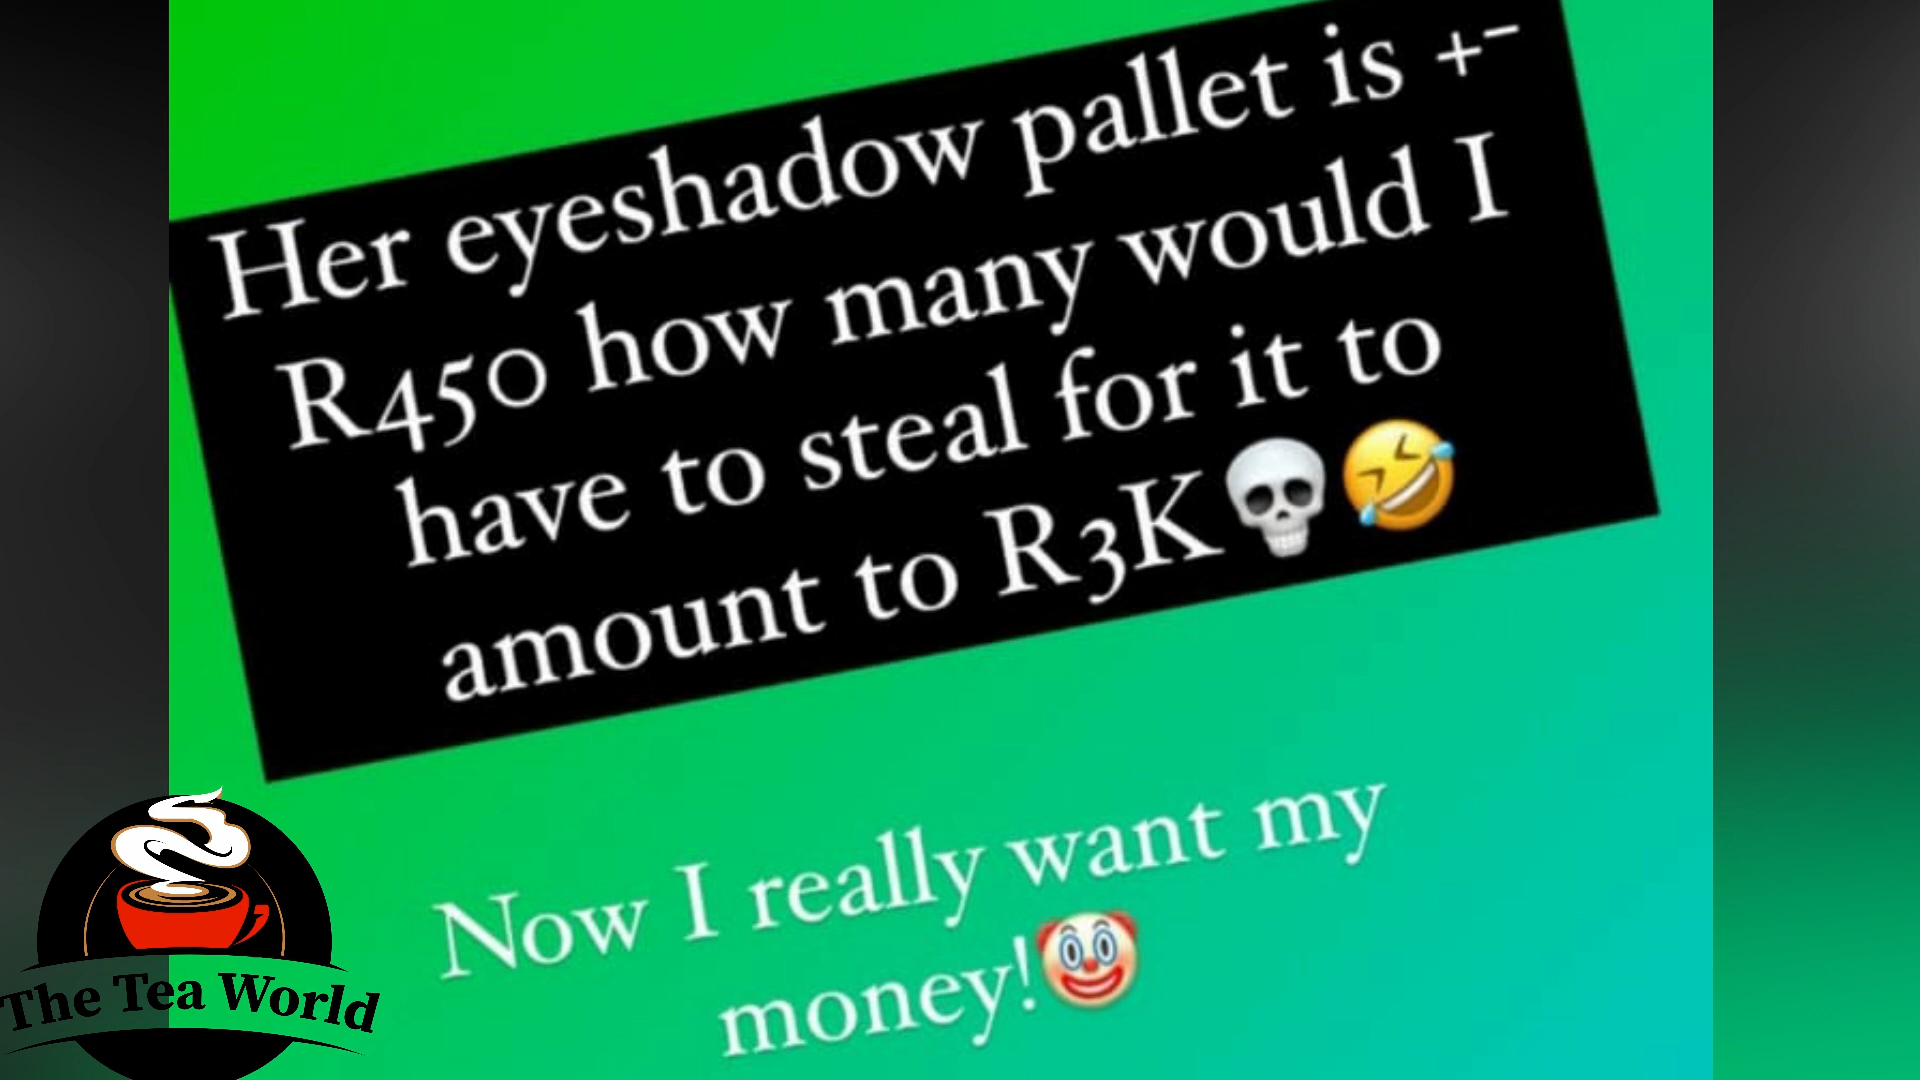 Her eyeshadow pallet is +-
R450 how many would I
have to steal for it to
amount to R3K💀🤣
Now I really want my
money!🤡
The Tea World